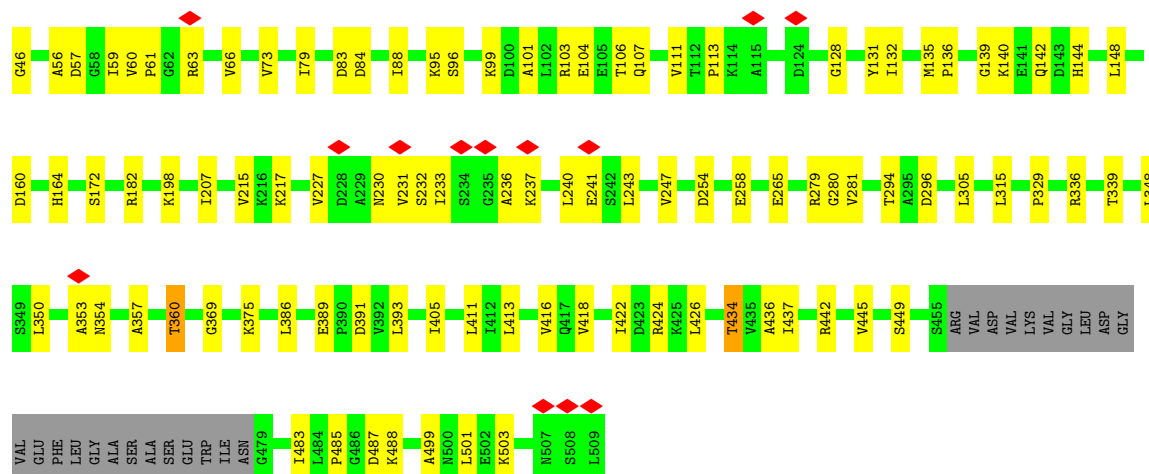 G46 A56 D57 G58 I59 V60 P61 G62 R63 V66 V73 I79 D83 D84 I88 K95 S96 K99 D100 A101 L102 R103 E104 E105 T106 Q107 V111 T112 P113 K114 A115 D124 G128 Y131 I132 M135 P136 G139 K140 E141 Q142 D143 H144 L148
D160 H164 S172 R182 K198 I207 V215 K216 K217 V227 D228 A229 N230 V231 S232 I233 S234 G235 A236 K237 L240 E241 S242 L243 V247 D254 E258 E265 R279 G280 V281 T294 A295 D296 L305 L315 P329 R336 T339
S349 L350 A353 N354 A357 T360 G369 K375 L386 E389 P390 D391 V392 L393 I405 L411 I412 L413 V416 Q417 V418 I422 D423 R424 K425 L426 T434 V435 A436 I437 R442 V445 S449 S455 ARG VAL ASP VAL LYS VAL GLY LEU ASP GLY
VAL GLU PHE LEU GLY ALA SER ALA SER GLU TRP ILE ASN G479 I483 L484 P485 G486 D487 K488 A499 N500 L501 E502 K503 N507 S508 L509